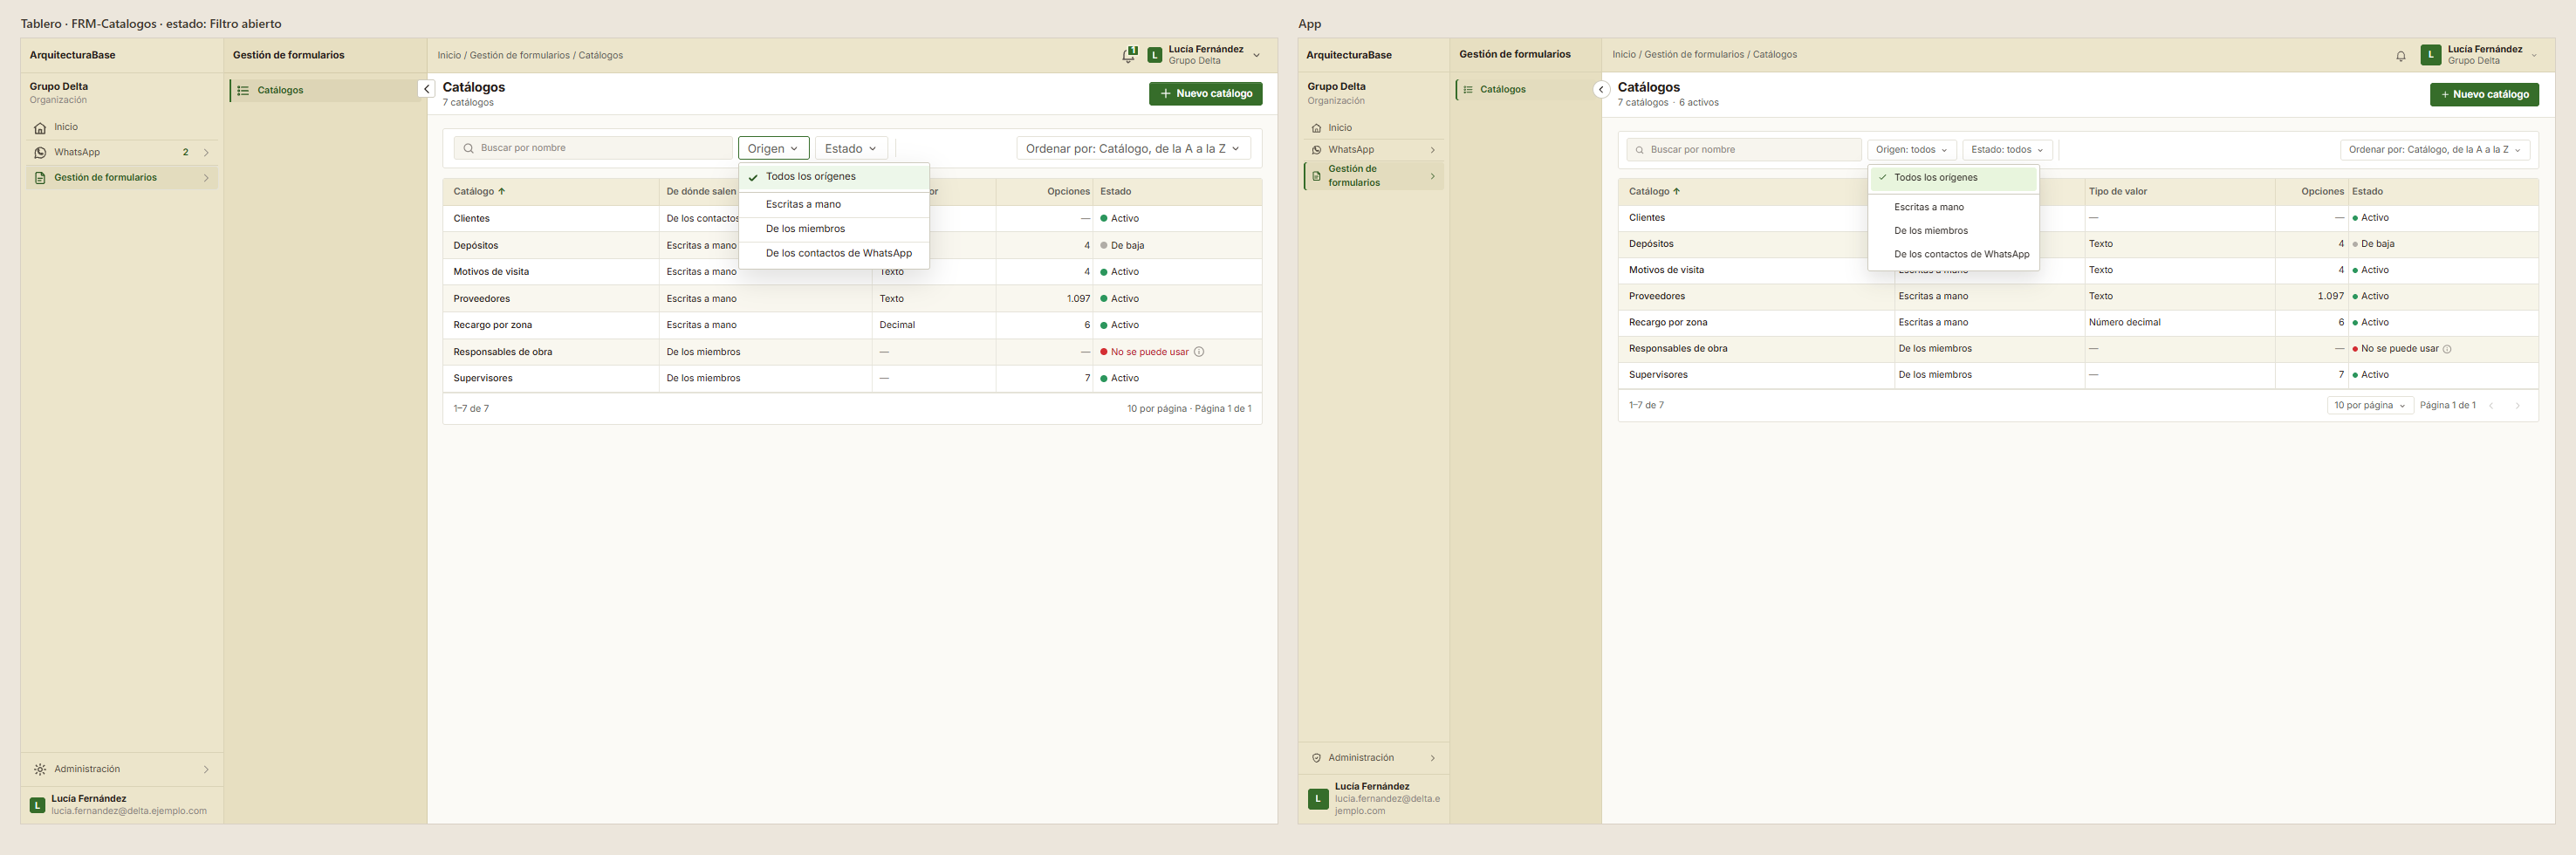 Tablero · FRM-Catalogos · estado: Filtro abierto
ArquitecturaBase
Grupo Delta
Organización
Inicio
WhatsApp 2
Gestión de formularios
Administración
L
Lucía Fernández
lucia.fernandez@delta.ejemplo.com
Gestión de formularios
Catálogos
Inicio / Gestión de formularios / Catálogos
1
L
Lucía Fernández
Grupo Delta
Catálogos
7 catálogos
Nuevo catálogo
Buscar por nombre
Origen
Estado
Ordenar por: Catálogo, de la A a la Z
Todos los orígenes
Escritas a mano
De los miembros
De los contactos de WhatsApp
Catálogo ↑ De dónde salen or Opciones Estado
Clientes De los contactos — Activo
Depósitos Escritas a mano 4 De baja
Motivos de visita Escritas a mano Texto 4 Activo
Proveedores Escritas a mano Texto 1.097 Activo
Recargo por zona Escritas a mano Decimal 6 Activo
Responsables de obra De los miembros — — No se puede usar
Supervisores De los miembros — 7 Activo
1–7 de 7
10 por página · Página 1 de 1
App
ArquitecturaBase
Grupo Delta
Organización
Inicio
WhatsApp
Gestión de
formularios
Administración
L
Lucía Fernández
lucia.fernandez@delta.e
jemplo.com
Gestión de formularios
Catálogos
Inicio / Gestión de formularios / Catálogos
L
Lucía Fernández
Grupo Delta
Catálogos
7 catálogos · 6 activos
Nuevo catálogo
Buscar por nombre
Origen: todos
Estado: todos
Ordenar por: Catálogo, de la A a la Z
Todos los orígenes
Escritas a mano
De los miembros
De los contactos de WhatsApp
Catálogo ↑ Tipo de valor Opciones Estado
Clientes — — Activo
Depósitos Texto 4 De baja
Motivos de visita Escritas a mano Texto 4 Activo
Proveedores Escritas a mano Texto 1.097 Activo
Recargo por zona Escritas a mano Número decimal 6 Activo
Responsables de obra De los miembros — — No se puede usar
Supervisores De los miembros — 7 Activo
1–7 de 7
10 por página
Página 1 de 1